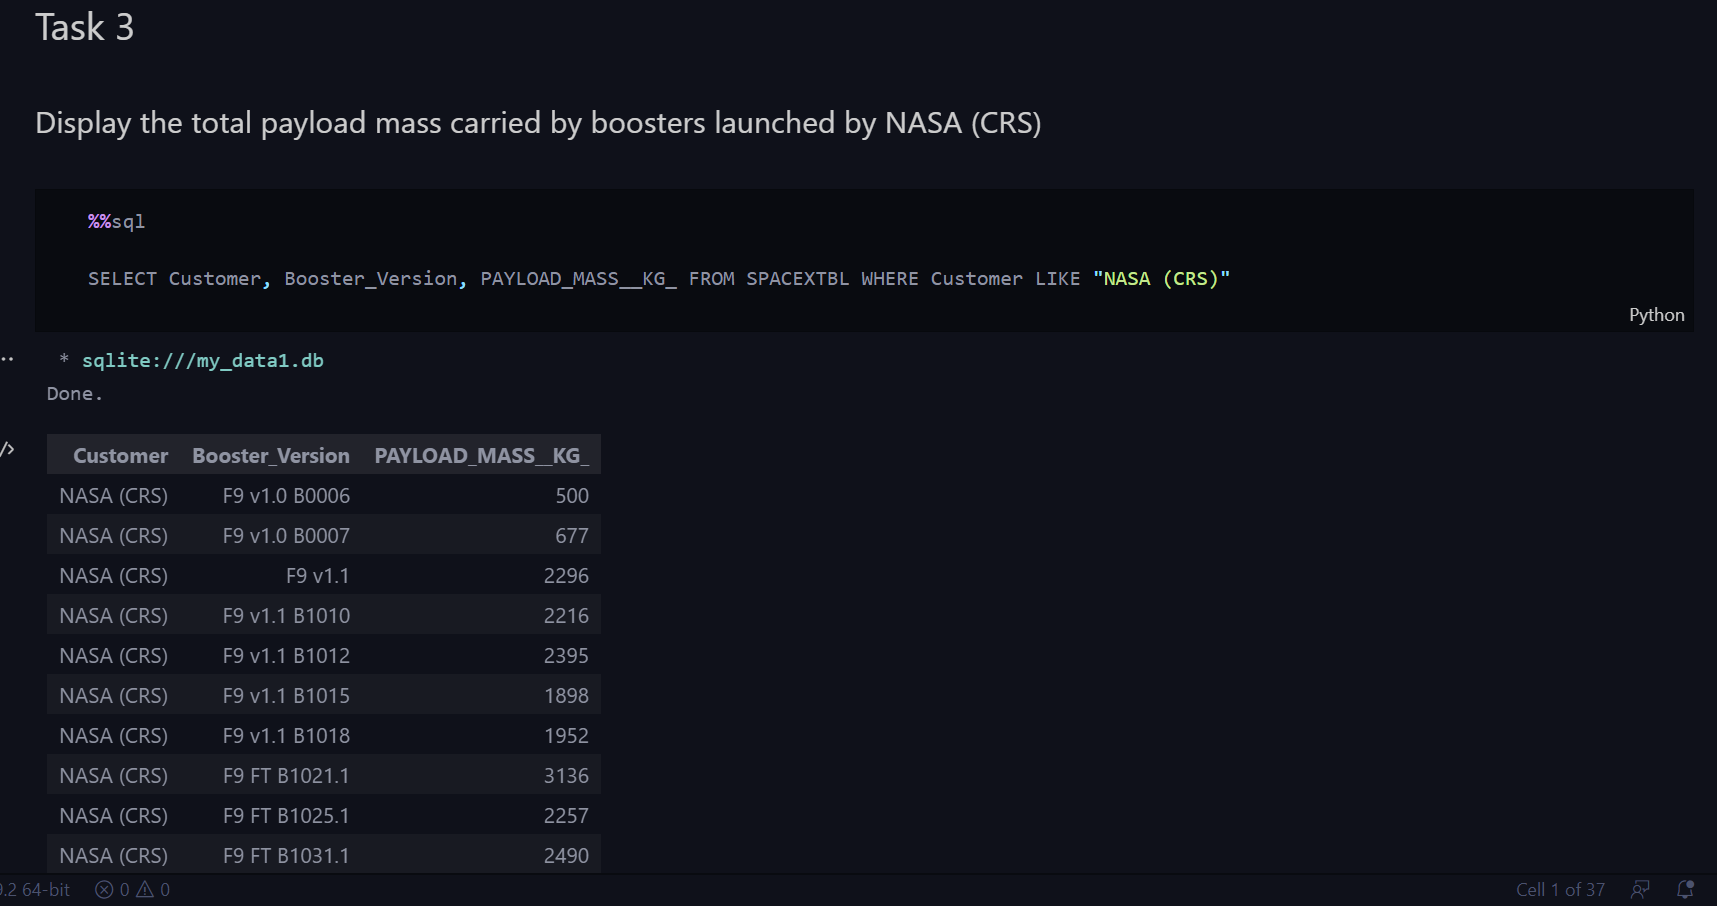 Task 3
Display the total payload mass carried by boosters launched by NASA (CRS)
%%sql
SELECT Customer, Booster_Version, PAYLOAD_MASS__KG_ FROM SPACEXTBL WHERE Customer LIKE "NASA (CRS)"
Python
* sqlite:///my_data1.db
Done.
Customer Booster_Version PAYLOAD_MASS__KG_
NASA (CRS) F9 v1.0 B0006 500
NASA (CRS) F9 v1.0 B0007 677
NASA (CRS) F9 v1.1 2296
NASA (CRS) F9 v1.1 B1010 2216
NASA (CRS) F9 v1.1 B1012 2395
NASA (CRS) F9 v1.1 B1015 1898
NASA (CRS) F9 v1.1 B1018 1952
NASA (CRS) F9 FT B1021.1 3136
NASA (CRS) F9 FT B1025.1 2257
NASA (CRS) F9 FT B1031.1 2490
.2 64-bit 0 0 Cell 1 of 37